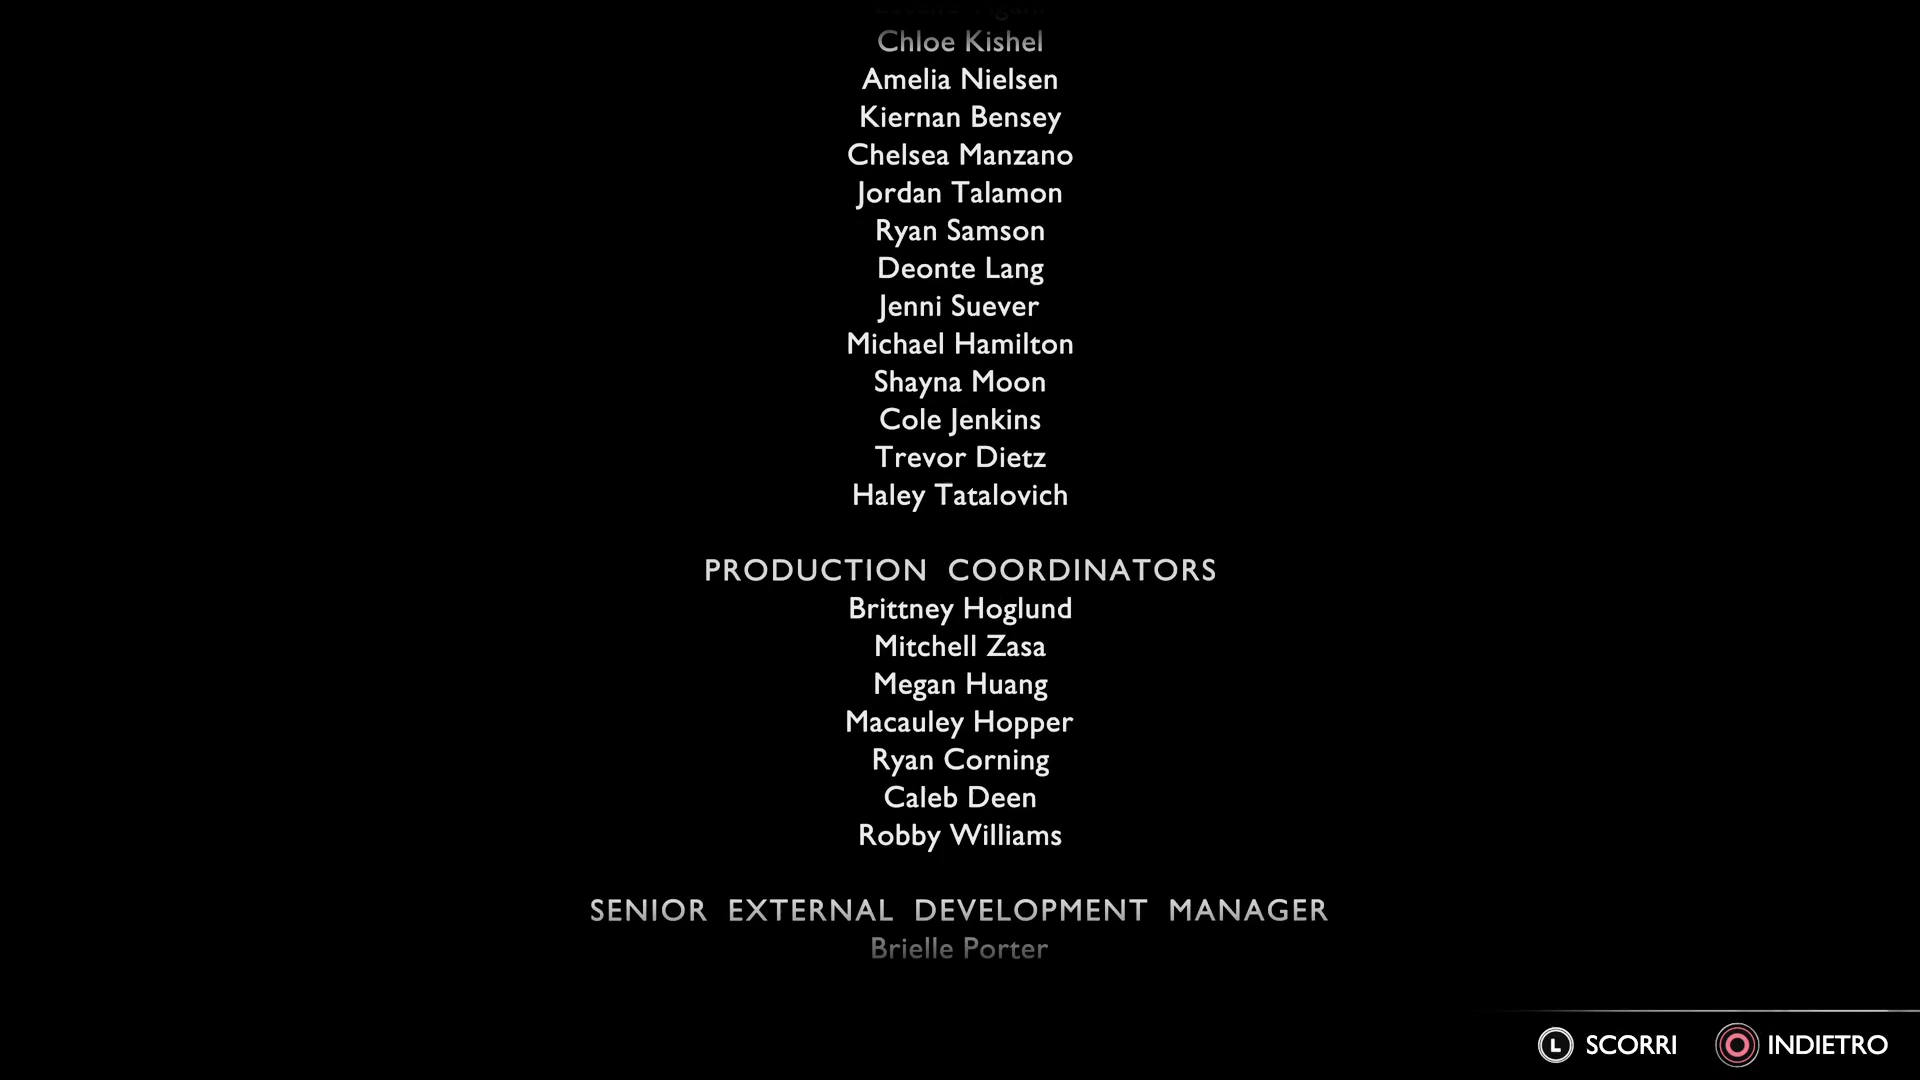 Chloe Kishel
Amelia Nielsen
Kiernan Bensey
Chelsea Manzano
Jordan Talamon
Ryan Samson
Deonte Lang
Jenni Suever
Michael Hamilton
Shayna Moon
Cole Jenkins
Trevor Dietz
Haley Tatalovich
PRODUCTION COORDINATORS
Brittney Hoglund
Mitchell Zasa
Megan Huang
Macauley Hopper
Ryan Corning
Caleb Deen
Robby Williams
SENIOR EXTERNAL DEVELOPMENT MANAGER
Brielle Porter
L SCORRI INDIETRO